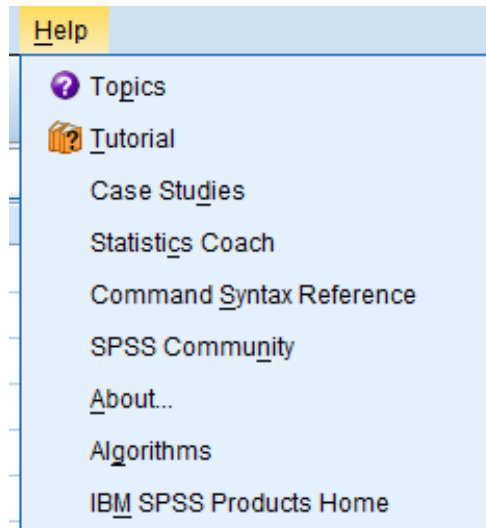 Help
Topics
Tutorial
Case Studies
Statistics Coach
Command Syntax Reference
SPSS Community
About...
Algorithms
IBM SPSS Products Home